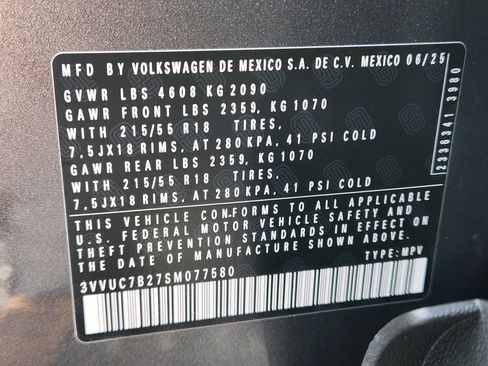 MFD BY VOLKSWAGEN DE MEXICO S.A. DE C.V. MEXICO 06/25
GVWR LBS 4608 KG2090
GAWR FRONT LBS 2359, KG1070
WITH 215/55 R18 TIRES,
7,5JX18 RIMS, AT 280 KPA, 41 PSI COLD
GAWR REAR LBS 2359, KG1070
WITH 215/55 R18 TIRES,
7,5JX18 RIMS, AT 280KPA, 41 PSI COLD
THIS VEHICLE CONFORMS TO ALL APPLICABLE
U.S. FEDERAL MOTOR VEHICLE SAFETY AND
THEFT PREVENTION STANDARDS IN EFFECT ON
THE DATE OF MANUFACTURE SHOWN ABOVE.
3VVUC7B27SM077580
TYPE: MPV
2336341 3980